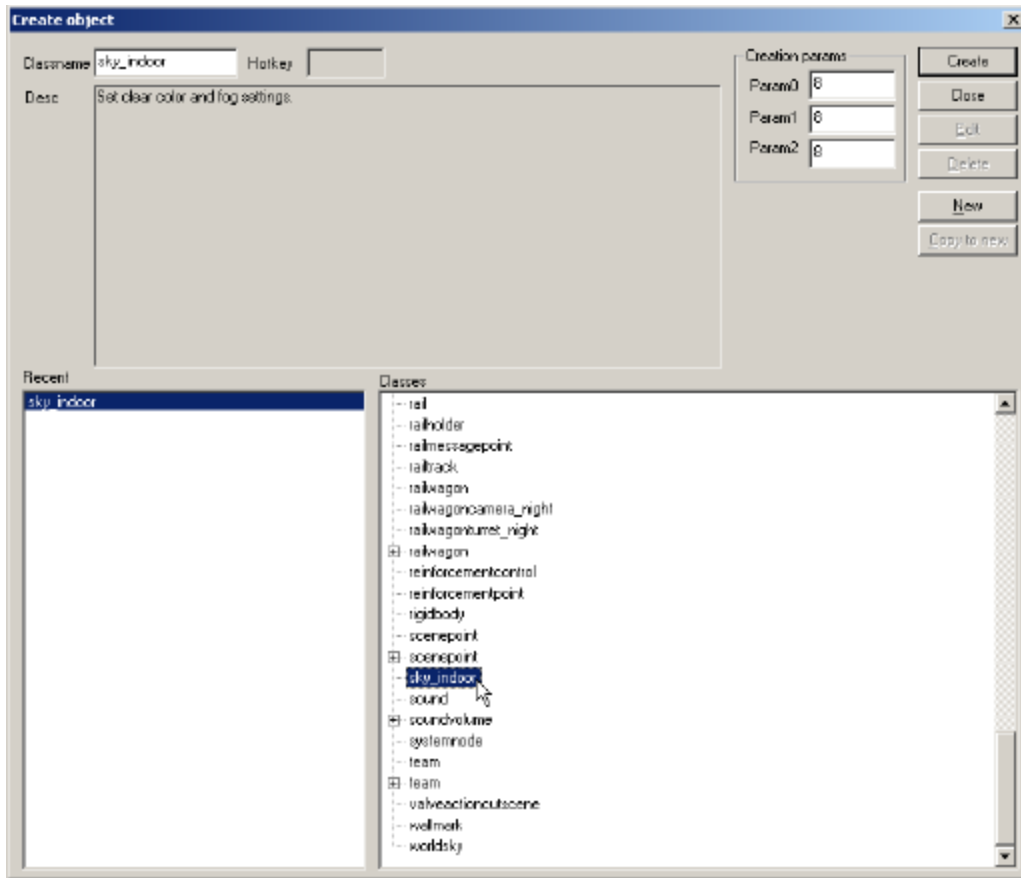 Create object
Classname sky_indoor Hotkey
Desc Set clear color and fog settings.
Creation params
Param0 8
Param1 8
Param2 8
Create
Close
Edit
Delete
New
Copy to new
Recent
sky_indoor
Classes
rail
railholder
railmessagepoint
railtrack
railwagon
railwagoncamera_night
railwagonturret_night
railwagon
reinforcementcontrol
reinforcementpoint
rigidbody
scenepoint
scenepoint
sky_indoor
sound
soundvolume
systemnode
team
team
valveactioncutscene
wallmark
worldsky